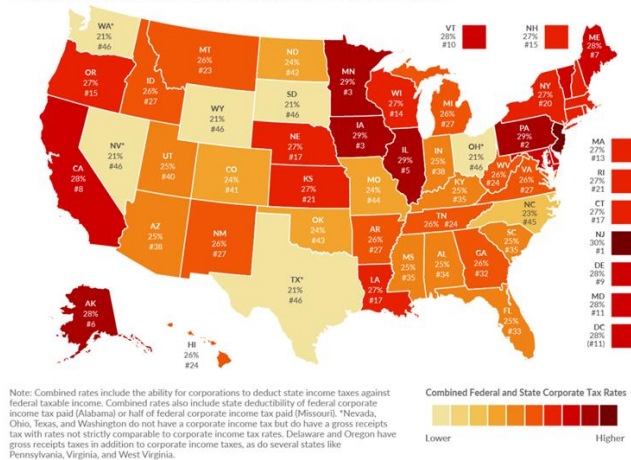 WA*
21%
#46
OR
27%
#15
CA
28%
#8
NV*
21%
#46
ID
26%
#27
MT
26%
#23
WY
21%
#46
UT
25%
#40
AZ
25%
#38
CO
24%
#41
NM
26%
#27
ND
24%
#42
SD
21%
#46
NE
27%
#17
KS
27%
#21
OK
24%
#43
TX*
21%
#46
MN
29%
#3
IA
29%
#3
MO
24%
#44
AR
26%
#27
LA
27%
#17
WI
27%
#14
IL
29%
#5
MI
26%
#27
IN
25%
#38
OH*
21%
#46
KY
25%
#35
TN
26% #24
MS
25%
#35
AL
25%
#34
GA
26%
#32
FL
25%
#33
SC
25%
#35
NC
23%
#45
WV
26%
#24
VA
26%
#27
PA
29%
#2
NY
27%
#20
ME
28%
#7
VT
28%
#10
NH
27%
#15
MA
27%
#13
RI
27%
#21
CT
27%
#17
NJ
30%
#1
DE
28%
#9
MD
28%
#11
DC
28%
(#11)
AK
28%
#6
HI
26%
#24
Note: Combined rates include the ability for corporations to deduct state income taxes against
federal taxable income. Combined rates also include state deductibility of federal corporate
income tax paid (Alabama) or half of federal corporate income tax paid (Missouri). *Nevada,
Ohio, Texas, and Washington do not have a corporate income tax but do have a gross receipts
tax with rates not strictly comparable to corporate income tax rates. Delaware and Oregon have
gross receipts taxes in addition to corporate income taxes, as do several states like
Pennsylvania, Virginia, and West Virginia.
Combined Federal and State Corporate Tax Rates
Lower
Higher